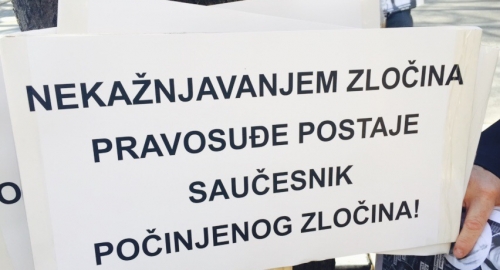 NEKAŽNJAVANJEM ZLOČINA
PRAVOSUĐE POSTAJE
SAUČESNIK
POČINJENOG ZLOČINA!